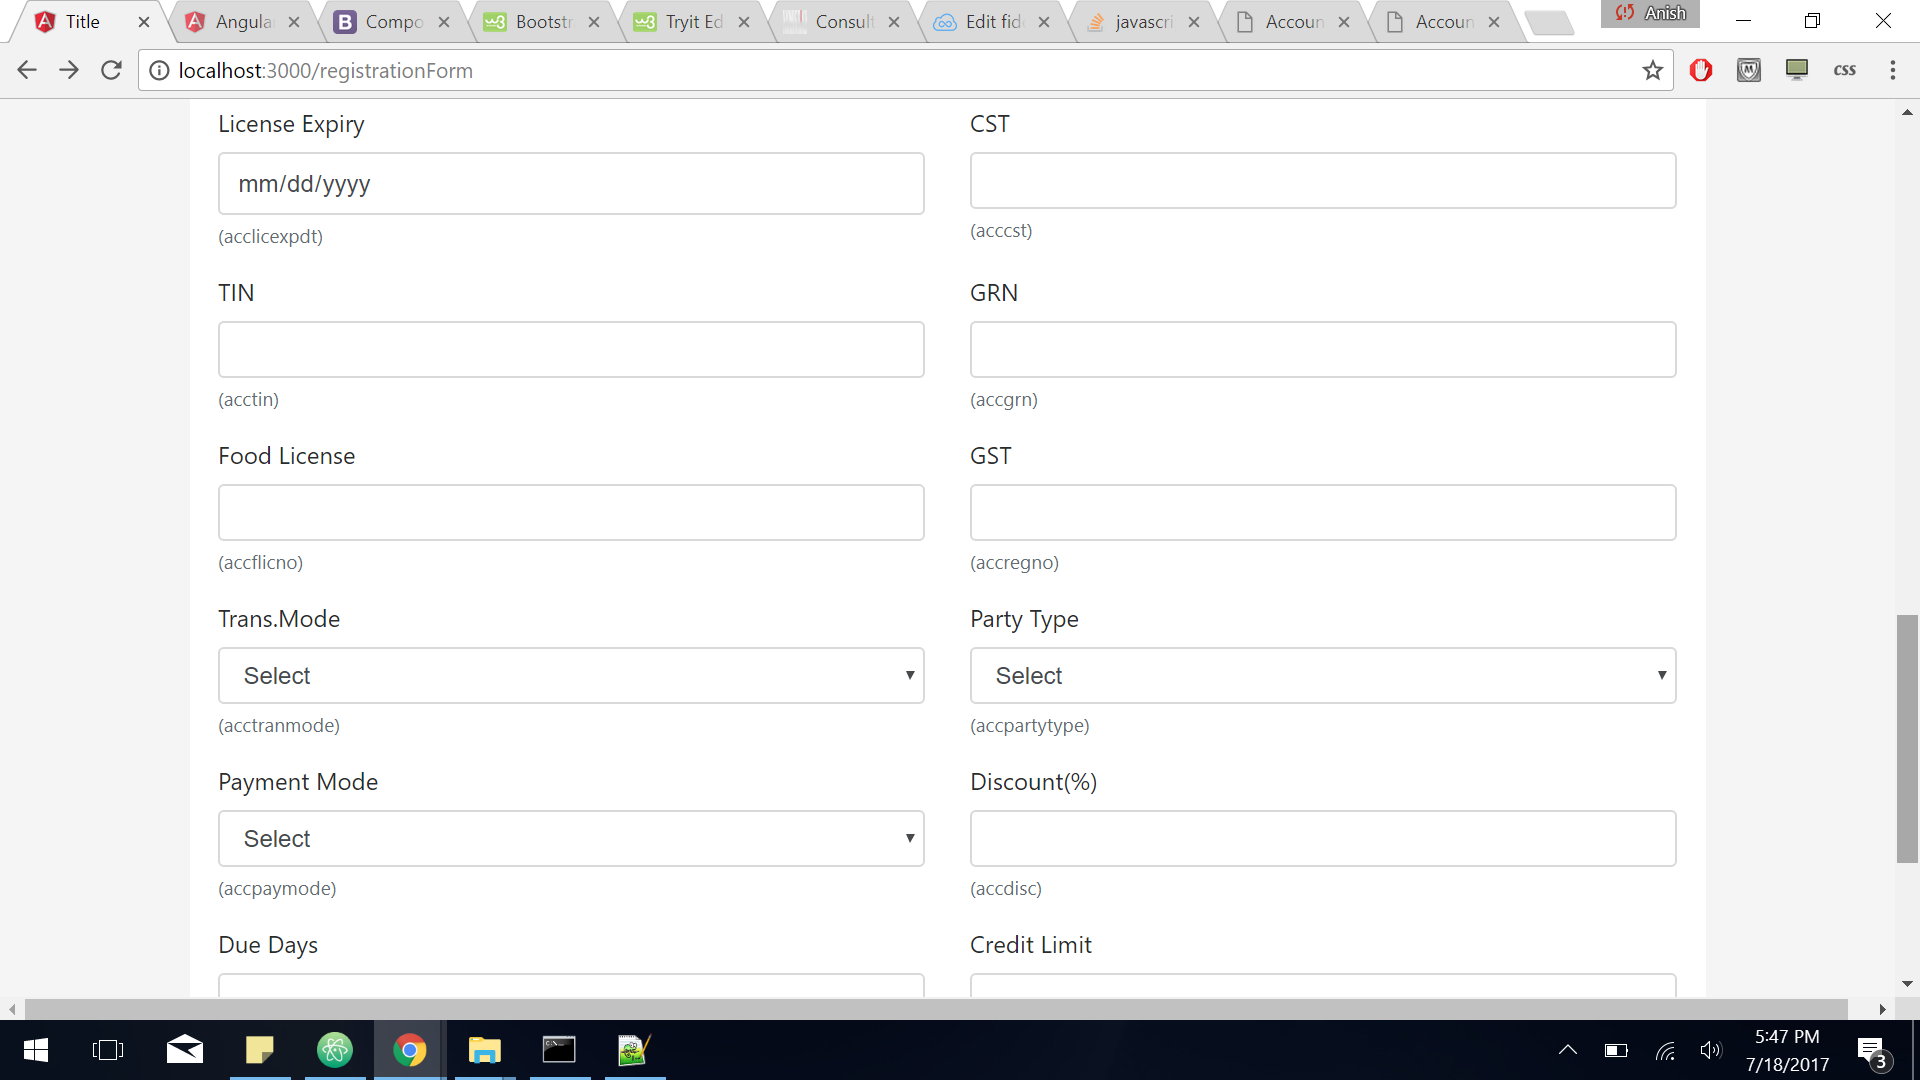 Title
Angula
Compo
Bootstr
Tryit Ed
Consult
Edit fid
javascri
Accoun
Accoun
Anish
localhost:3000/registrationForm
css
License Expiry
CST
mm/dd/yyyy
(acclicexpdt)
(acccst)
TIN
GRN
(acctin)
(accgrn)
Food License
GST
(accflicno)
(accregno)
Trans.Mode
Party Type
Select
Select
(acctranmode)
(accpartytype)
Payment Mode
Discount(%)
Select
(accpaymode)
(accdisc)
Due Days
Credit Limit
5:47 PM
7/18/2017
3